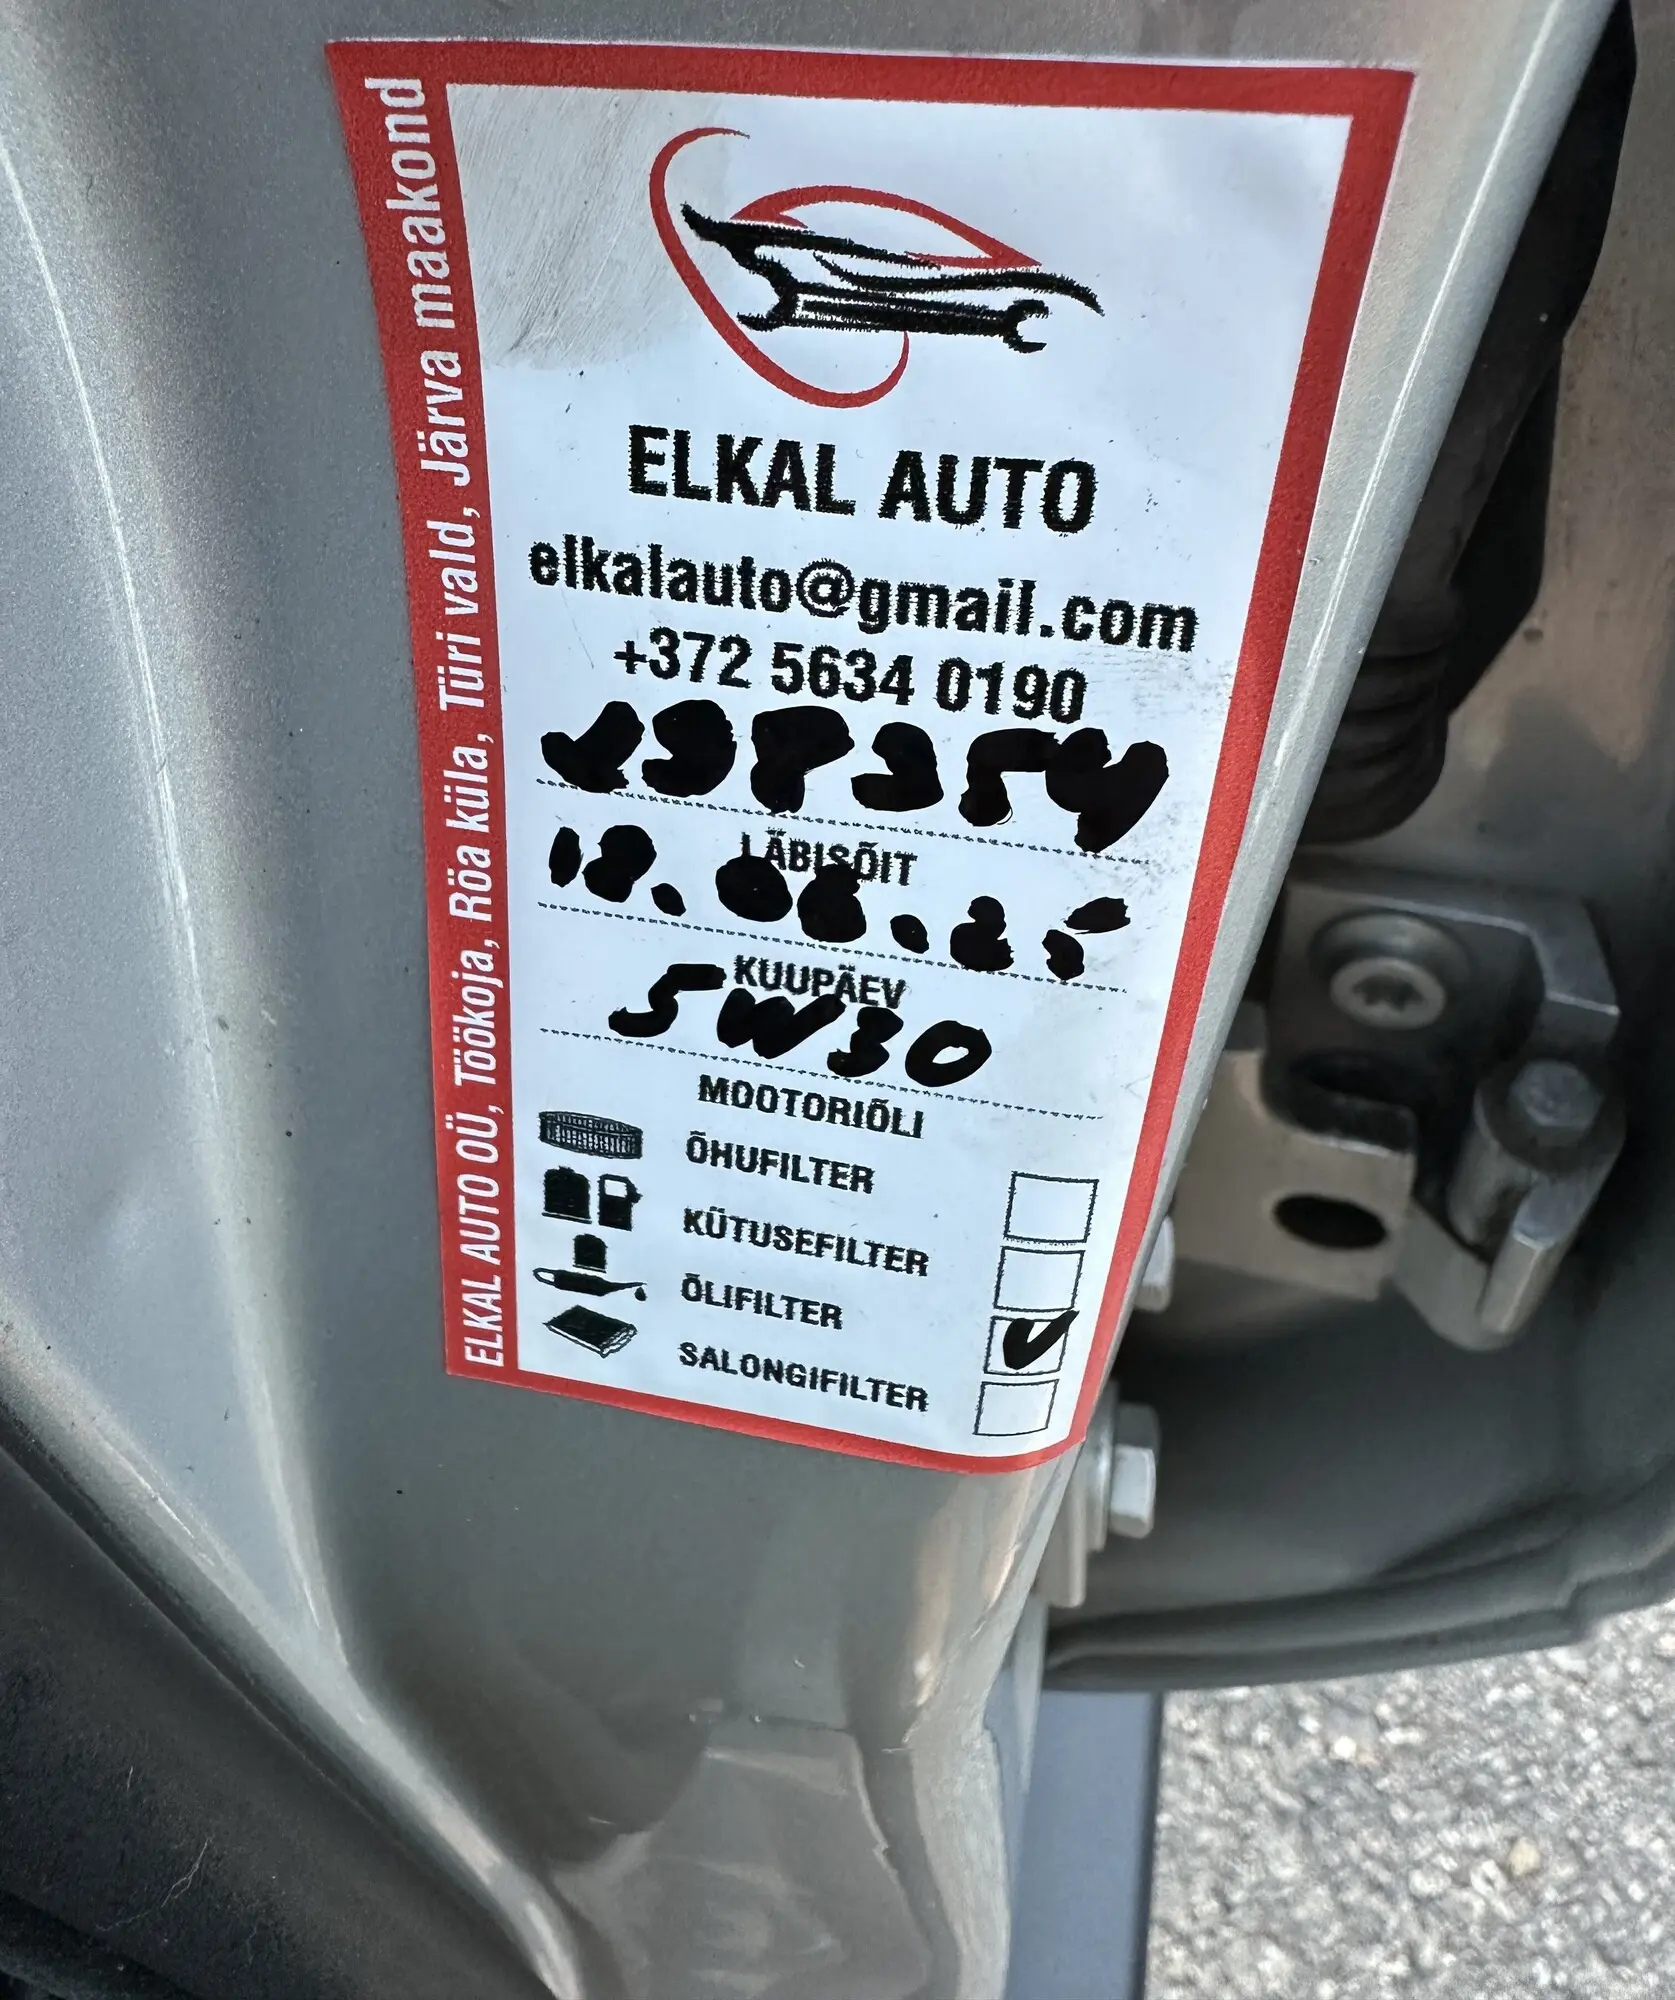 ELKAL AUTO OÜ, Töökoja, Röa küla, Türi vald, Järva maakond
ELKAL AUTO
elkalauto@gmail.com
+372 5634 0190
LÄBISÕIT
KUUPÄEV
5W30
MOOTORIÕLI
ÕHUFILTER
KÜTUSEFILTER
ÕLIFILTER
SALONGIFILTER